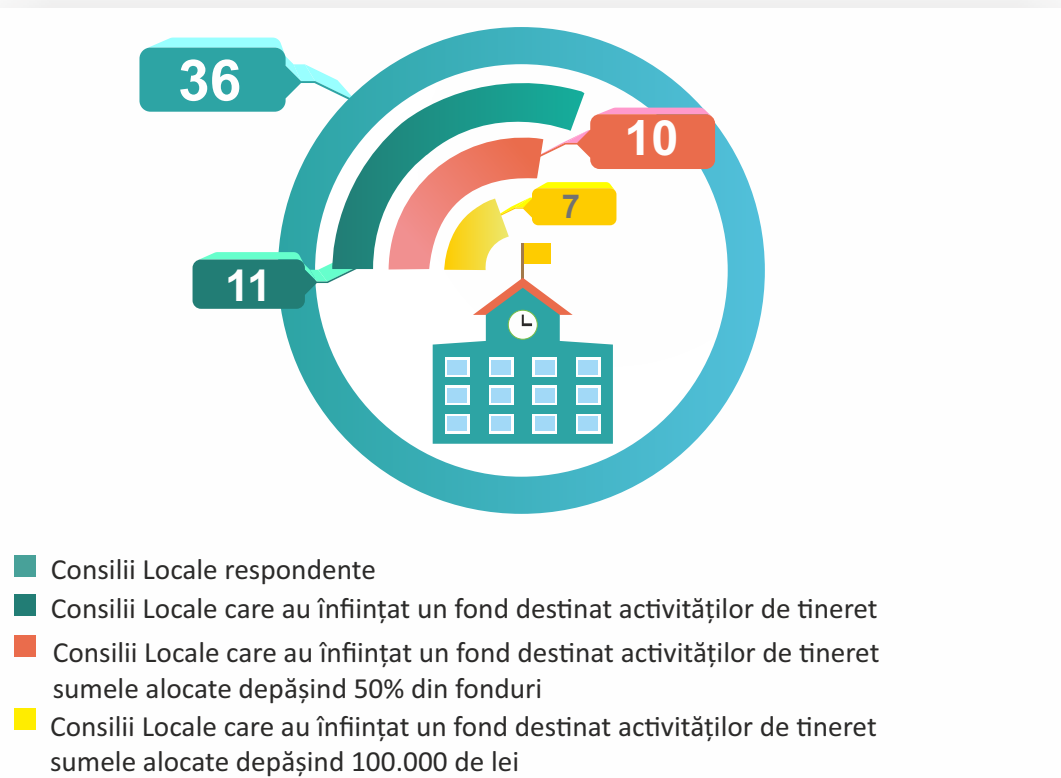 36
10
7
11
Consilii Locale respondente
Consilii Locale care au înființat un fond destinat activităților de tineret
Consilii Locale care au înființat un fond destinat activităților de tineret
sumele alocate depășind 50% din fonduri
Consilii Locale care au înființat un fond destinat activităților de tineret
sumele alocate depășind 100.000 de lei